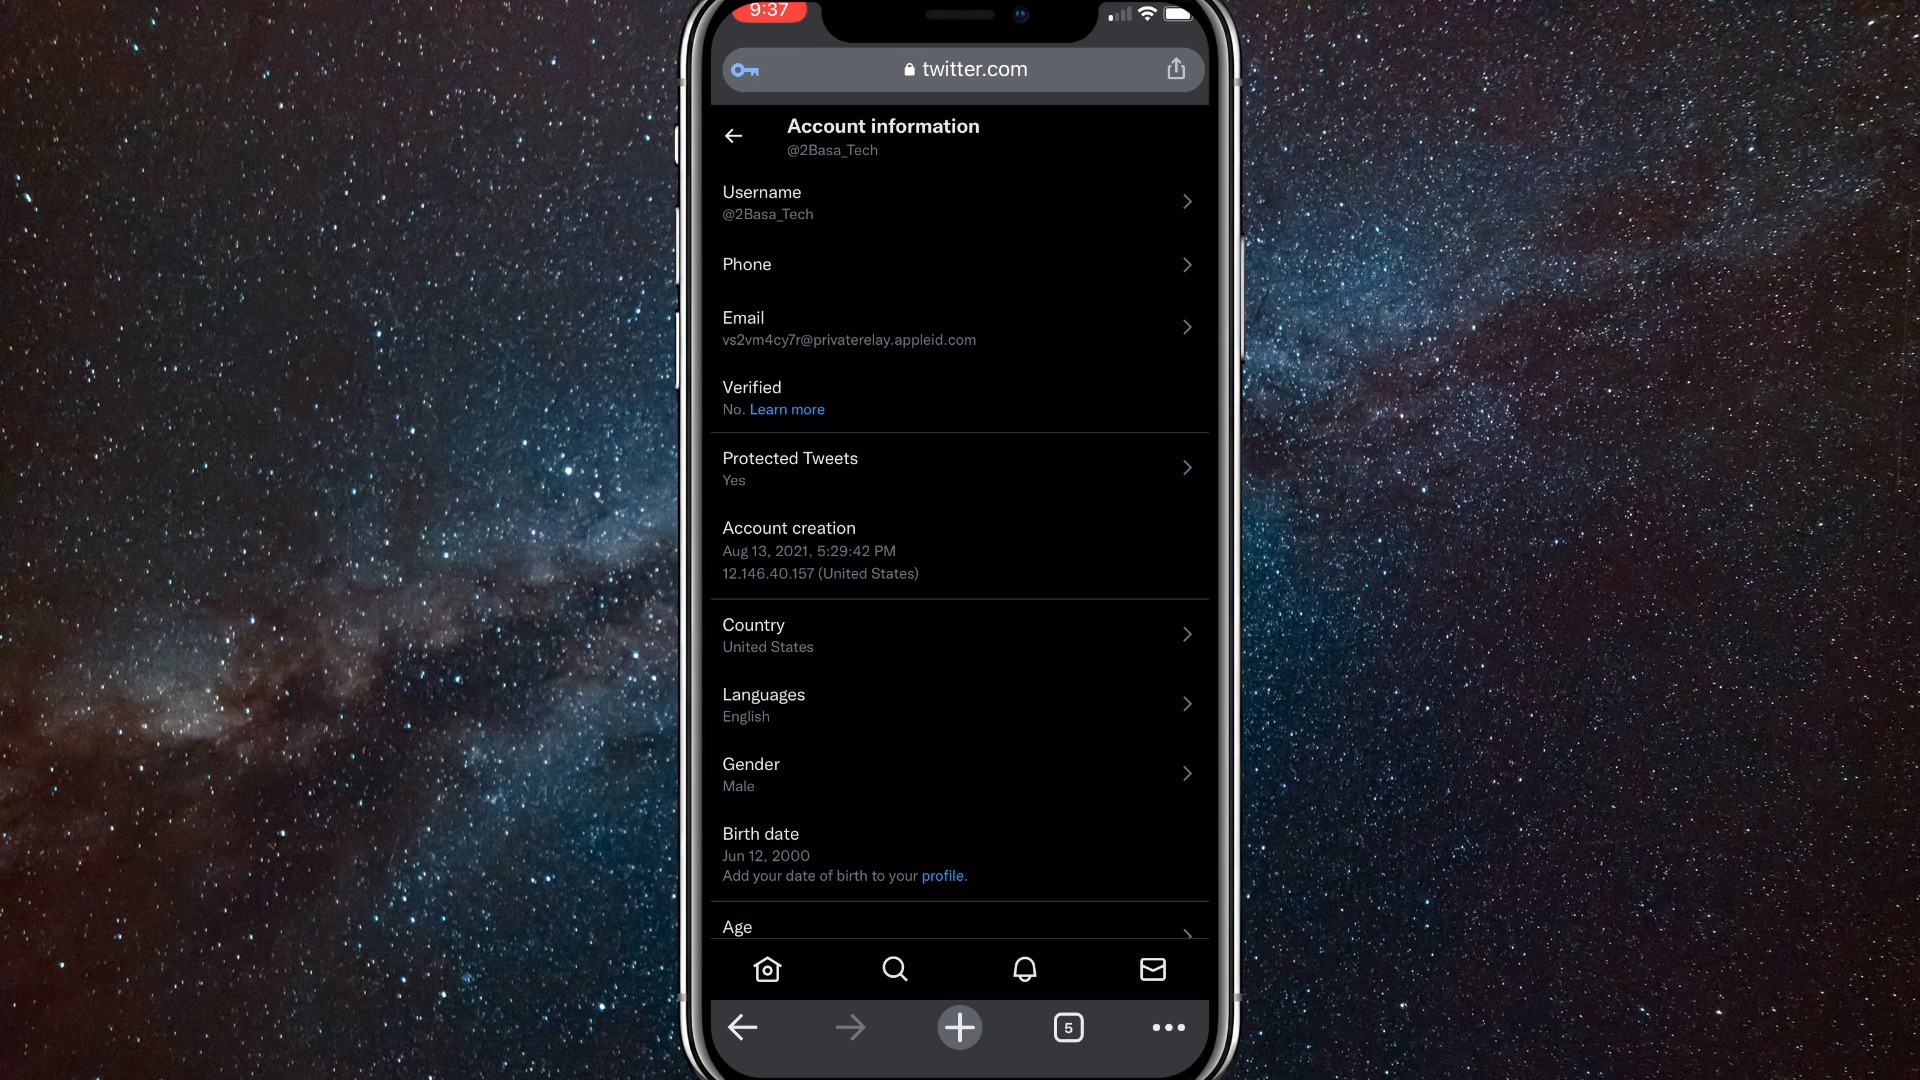 9:37
twitter.com
Account information
@2Basa_Tech
Username
@2Basa_Tech
Phone
Email
vs2vm4cy7r@privaterelay.appleid.com
Verified
No. Learn more
Protected Tweets
Yes
Account creation
Aug 13, 2021, 5:29:42 PM
12.146.40.157 (United States)
Country
United States
Languages
English
Gender
Male
Birth date
Jun 12, 2000
Add your date of birth to your profile.
Age
5